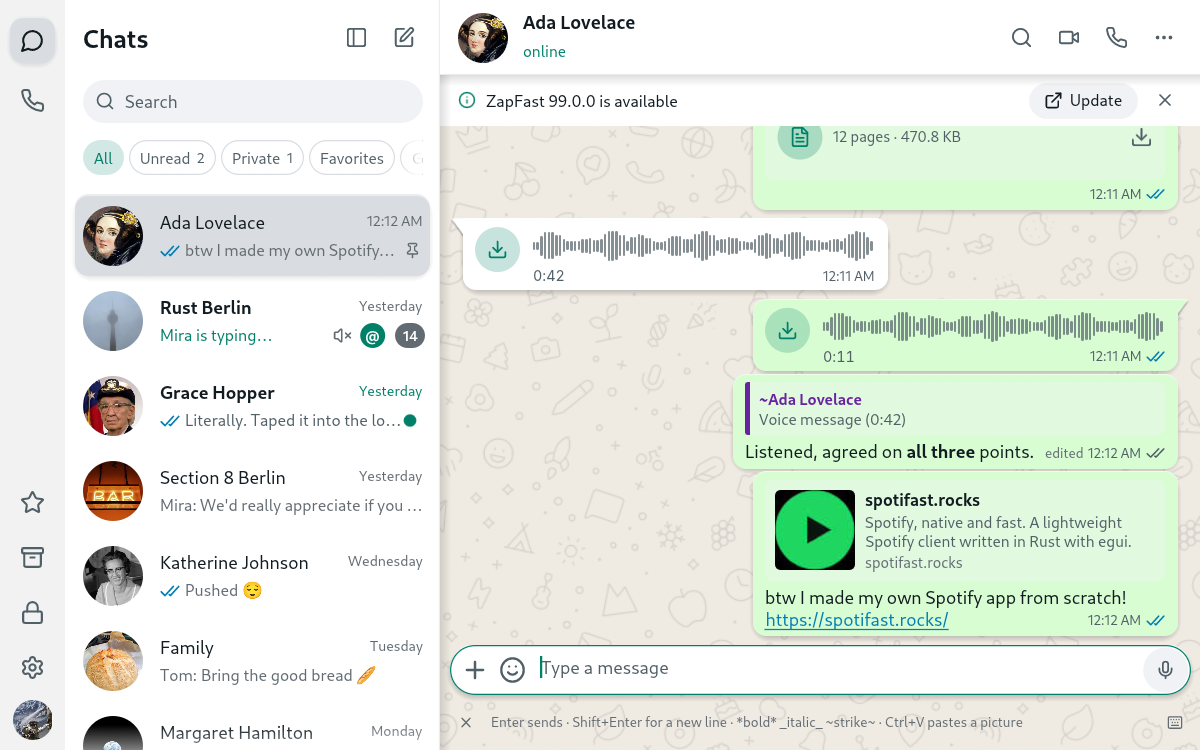 Chats
Search
All
Unread 2
Private 1
Favorites
Ada Lovelace
12:12 AM
btw I made my own Spotify…
Rust Berlin
Yesterday
Mira is typing…
@
14
Grace Hopper
Yesterday
Literally. Taped it into the lo…
Section 8 Berlin
Yesterday
BAR
Mira: We'd really appreciate if you …
Katherine Johnson
Wednesday
Pushed 😌
Family
Tuesday
Tom: Bring the good bread 🥖
Margaret Hamilton
Monday
Ada Lovelace
online
ZapFast 99.0.0 is available
Update
12 pages · 470.8 KB
12:11 AM
0:42
12:11 AM
0:11
12:11 AM
~Ada Lovelace
Voice message (0:42)
Listened, agreed on all three points.
edited 12:12 AM
spotifast.rocks
Spotify, native and fast. A lightweight
Spotify client written in Rust with egui.
spotifast.rocks
btw I made my own Spotify app from scratch!
https://spotifast.rocks/
12:12 AM
Type a message
Enter sends · Shift+Enter for a new line · *bold* _italic_ ~strike~ · Ctrl+V pastes a picture